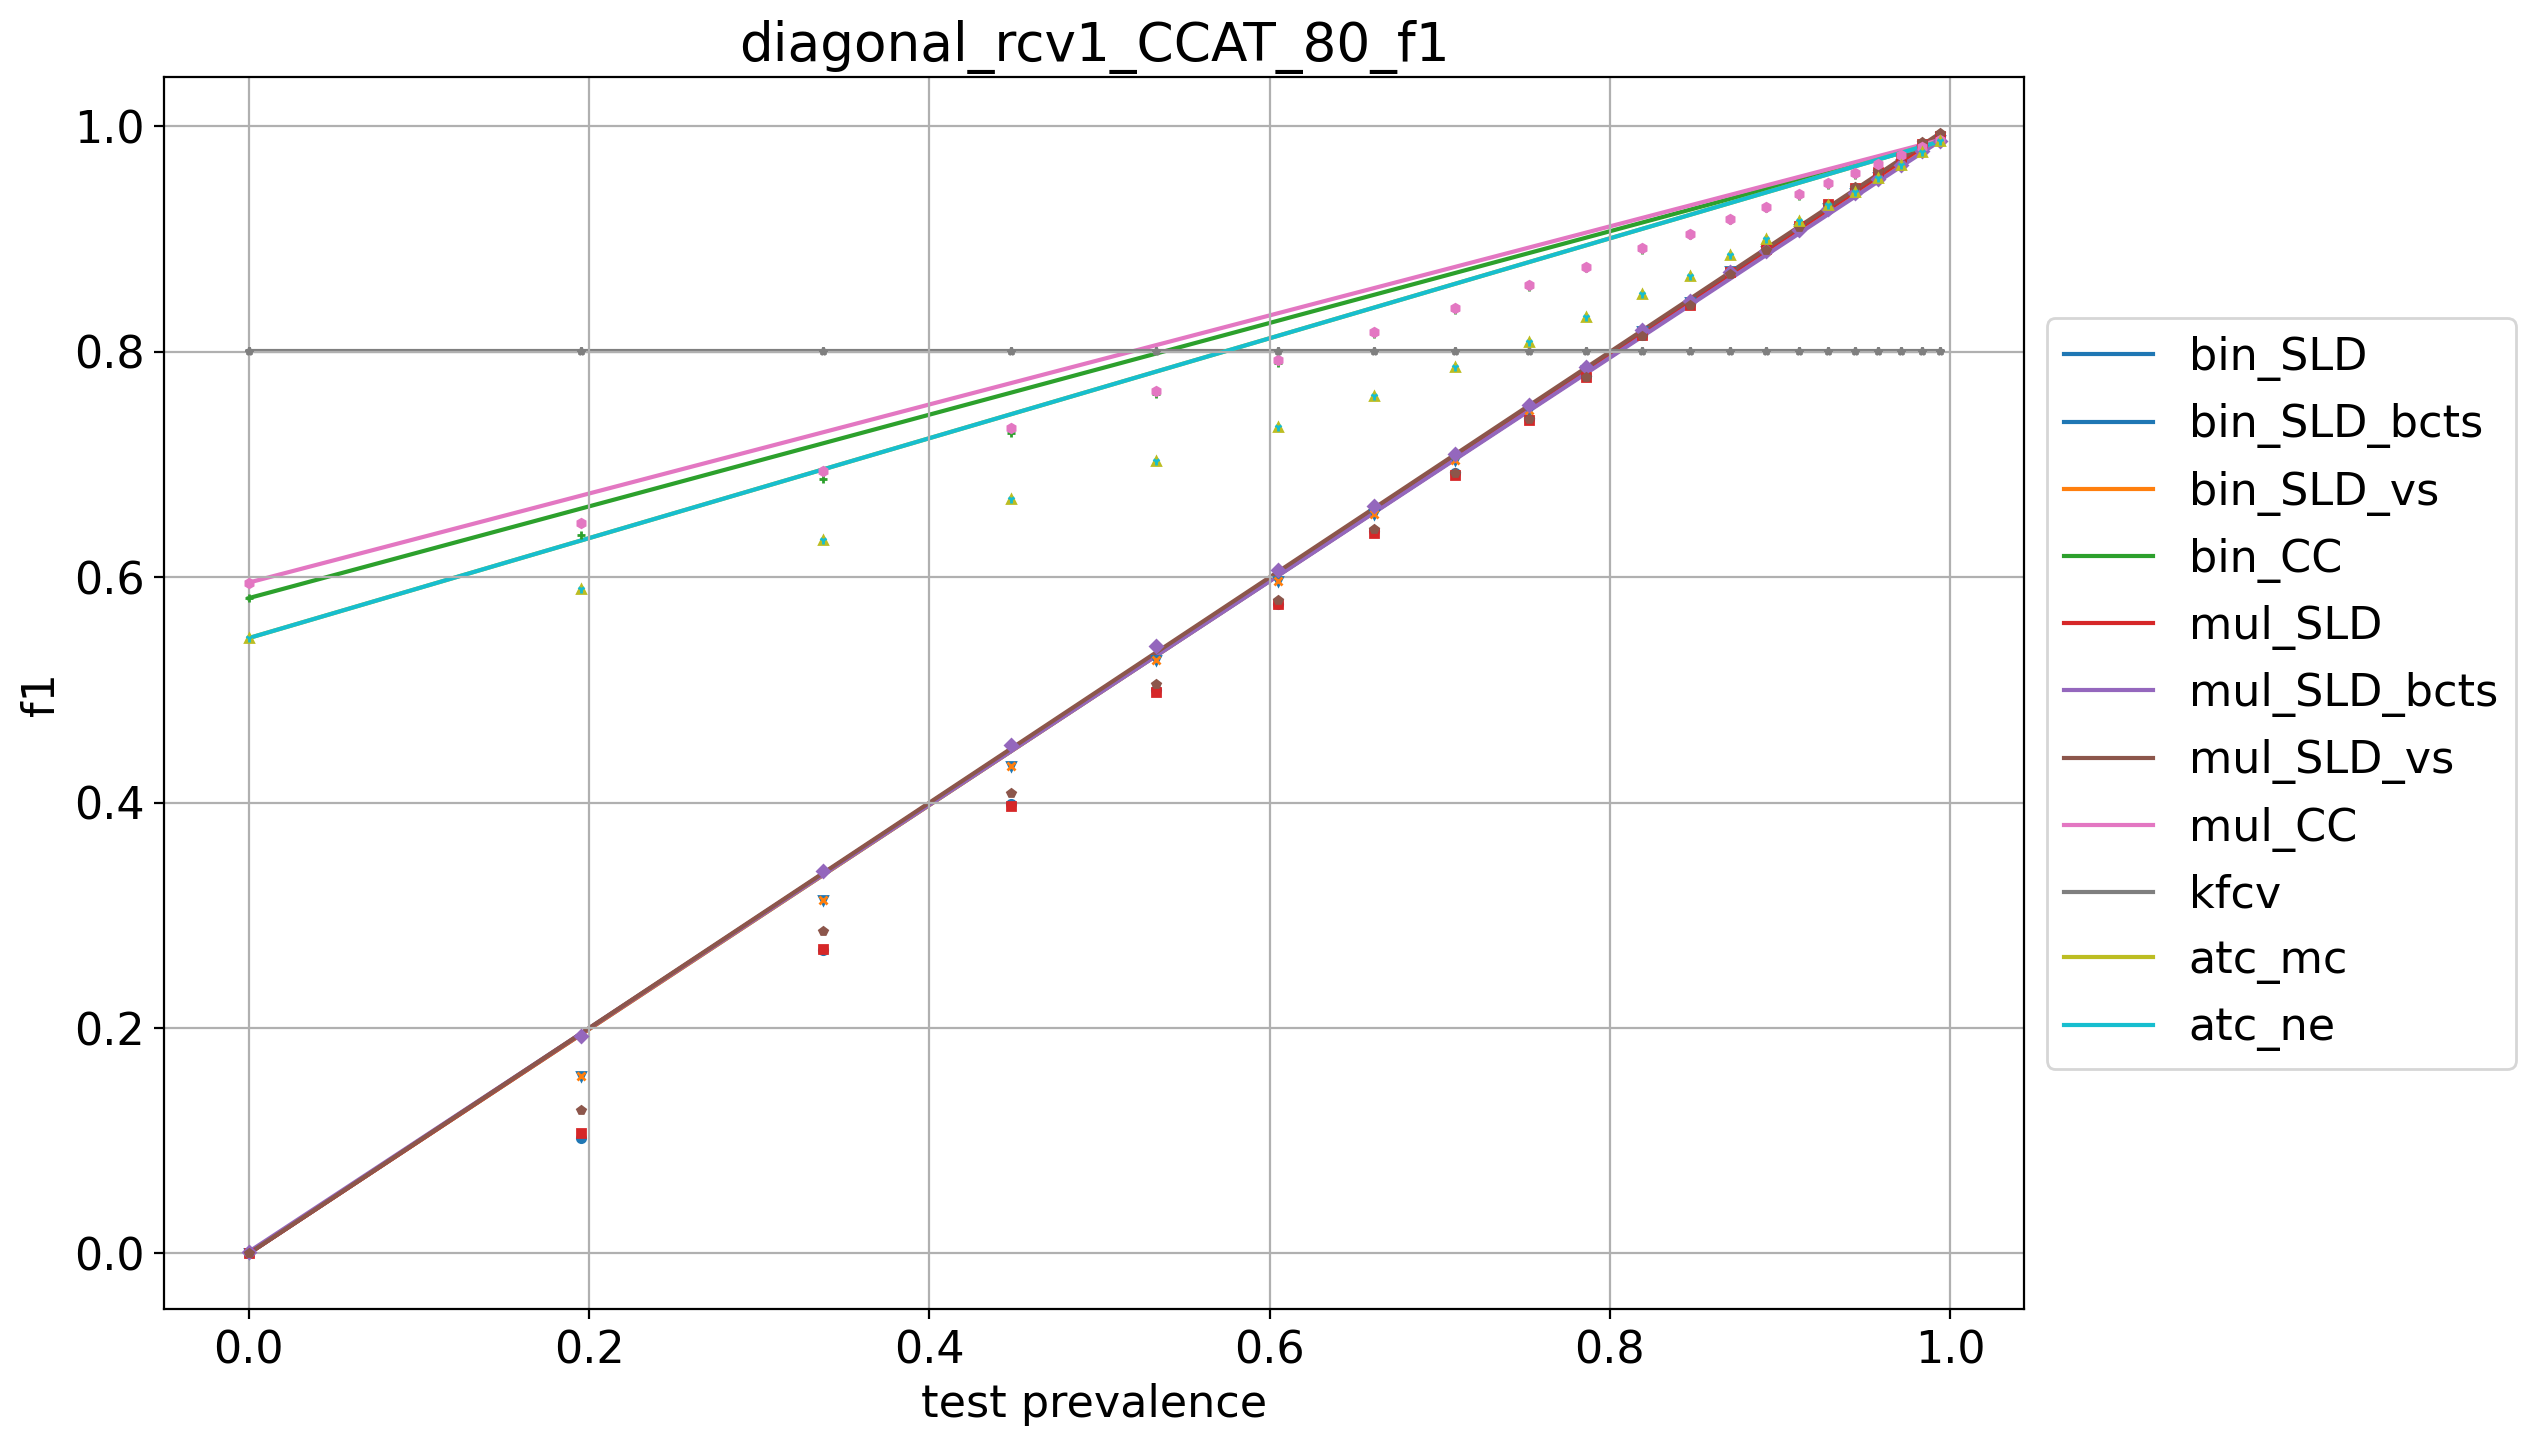 diagonal_rcv1_CCAT_80_f1
1.0
0.8
0.6
0.4
0.2
0.0
f1
0.0 0.2 0.4 0.6 0.8 1.0
test prevalence
bin_SLD
bin_SLD_bcts
bin_SLD_vs
bin_CC
mul_SLD
mul_SLD_bcts
mul_SLD_vs
mul_CC
kfcv
atc_mc
atc_ne